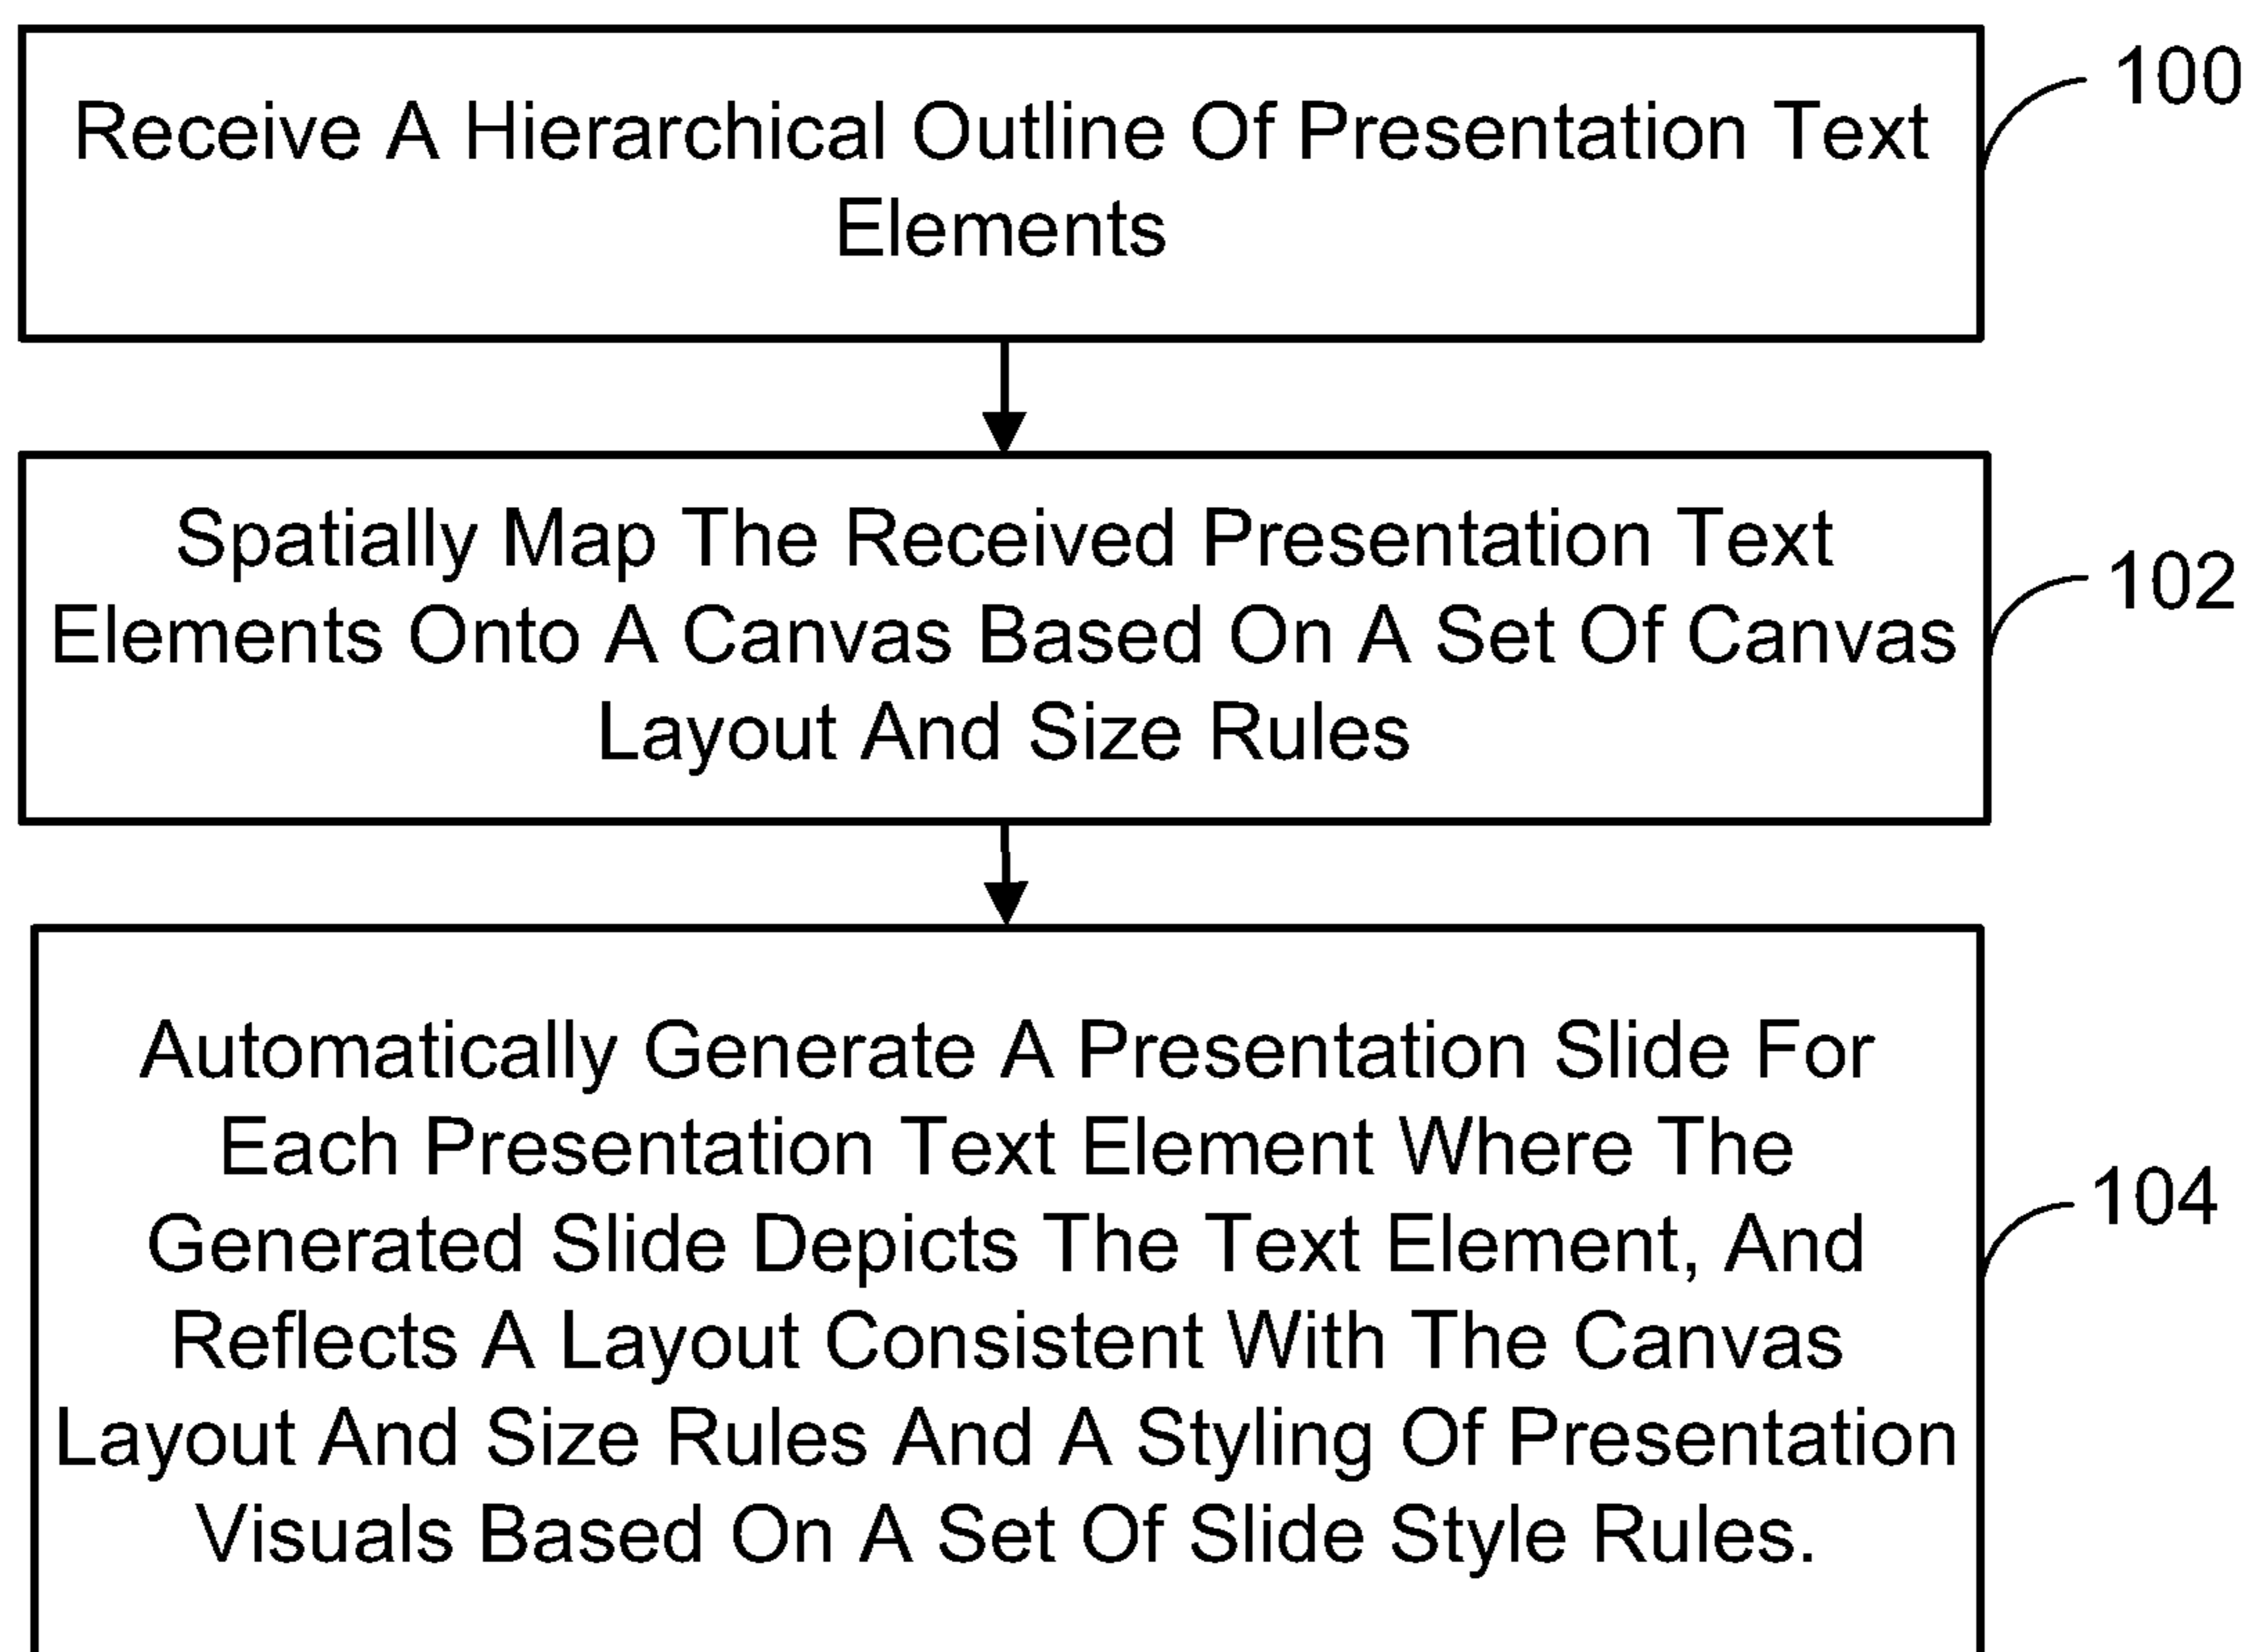 Receive A Hierarchical Outline Of Presentation Text
Elements
100
Spatially Map The Received Presentation Text
Elements Onto A Canvas Based On A Set Of Canvas
Layout And Size Rules
102
Automatically Generate A Presentation Slide For
Each Presentation Text Element Where The
Generated Slide Depicts The Text Element, And
Reflects A Layout Consistent With The Canvas
Layout And Size Rules And A Styling Of Presentation
Visuals Based On A Set Of Slide Style Rules.
104